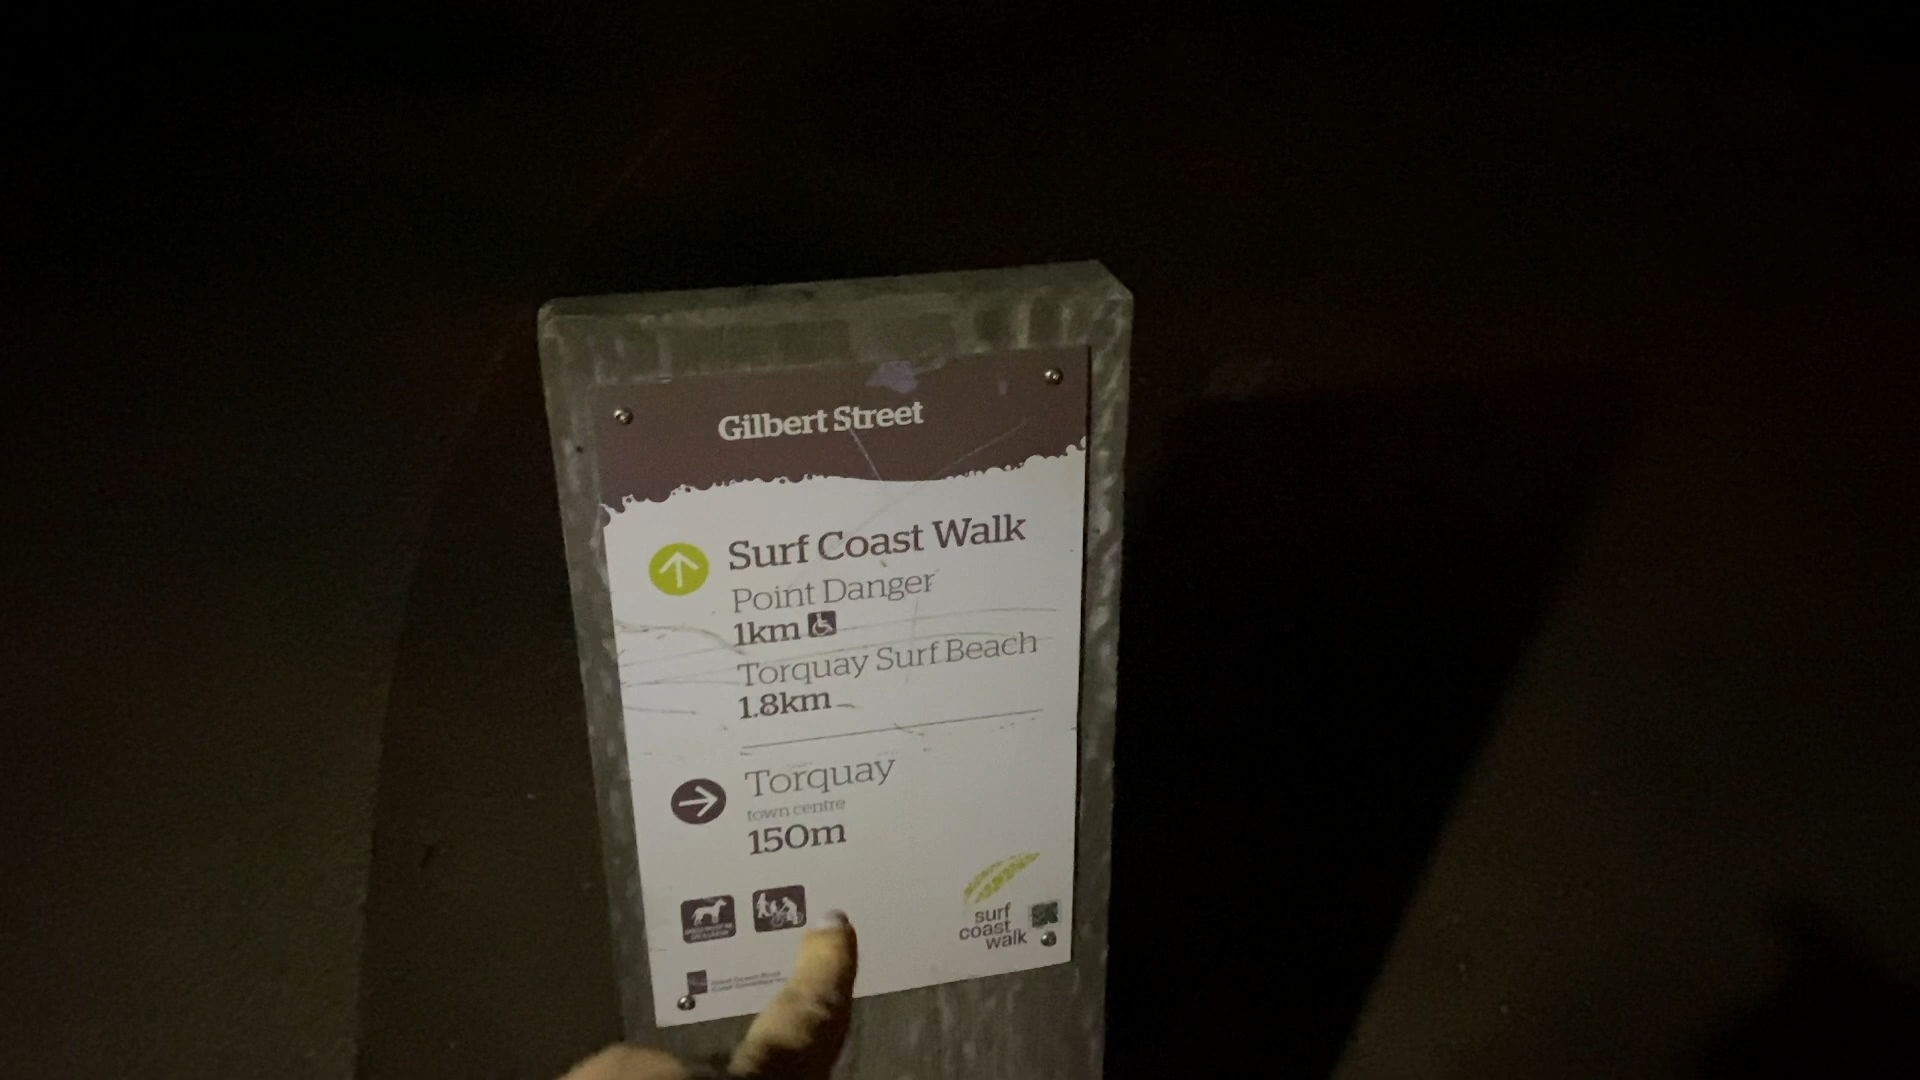 Gilbert Street
Surf Coast Walk
Point Danger
1km
Torquay Surf Beach
1.8km
Torquay
town centre
150m
surf
coast
walk